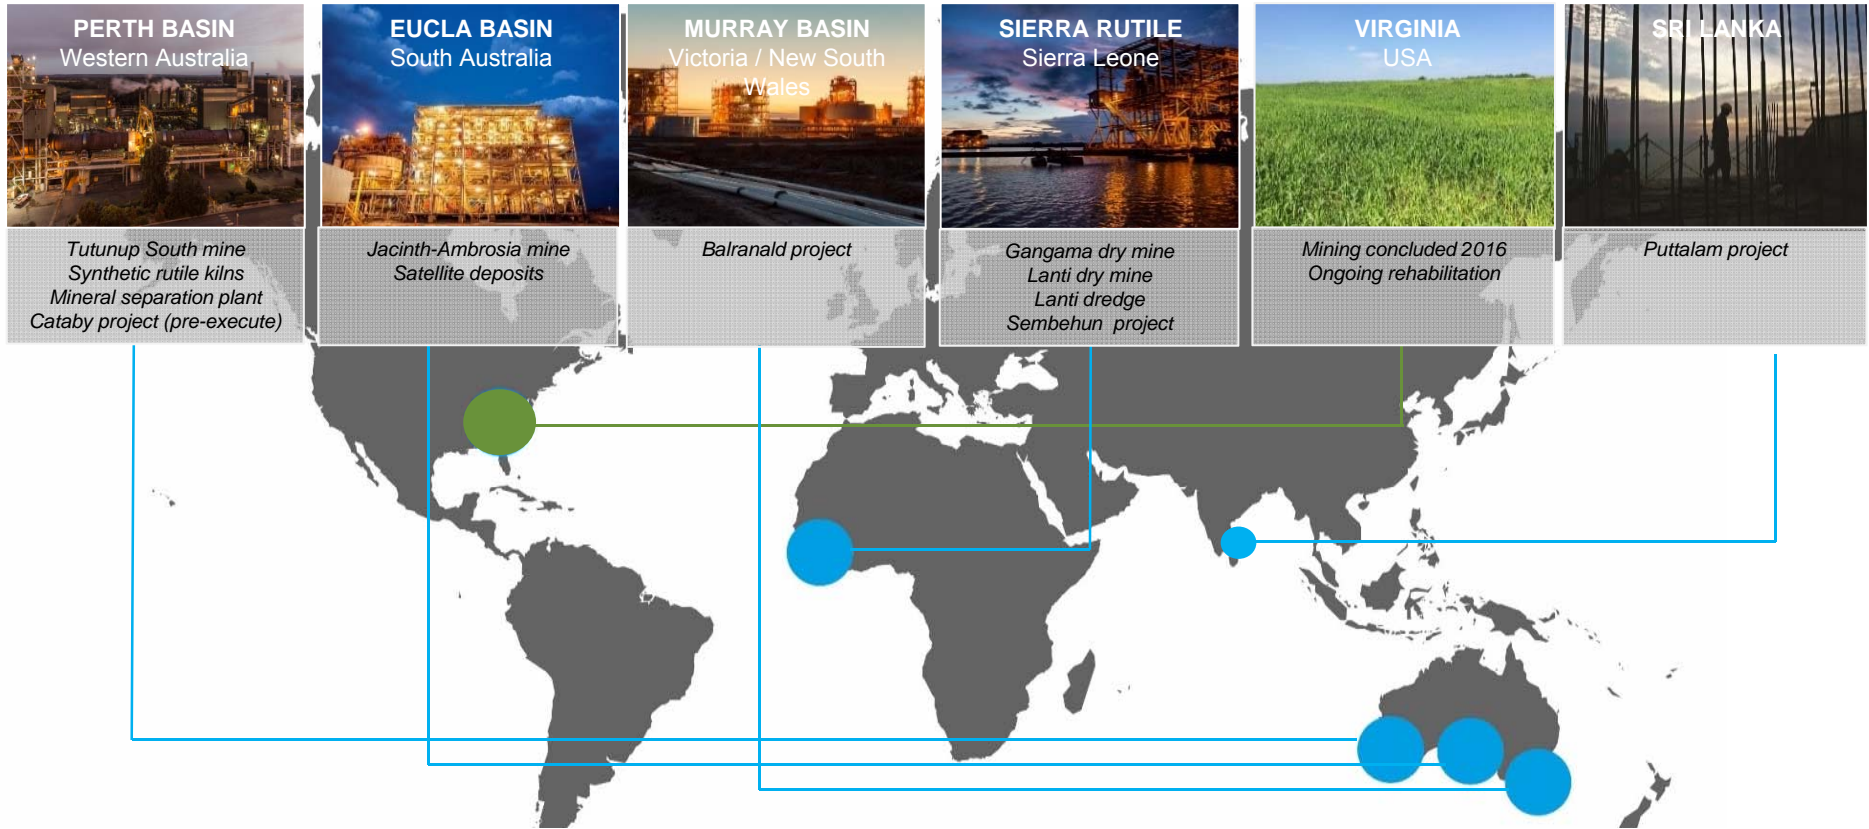 PERTH BASIN
Western Australia
Tutunup South mine
Synthetic rutile kilns
Mineral separation plant
Cataby project (pre-execute)
EUCLA BASIN
South Australia
Jacinth-Ambrosia mine
Satellite deposits
MURRAY BASIN
Victoria / New South
Wales
Balranald project
SIERRA RUTILE
Sierra Leone
Gangama dry mine
Lanti dry mine
Lanti dredge
Sembehun project
VIRGINIA
USA
Mining concluded 2016
Ongoing rehabilitation
SRI LANKA
Puttalam project